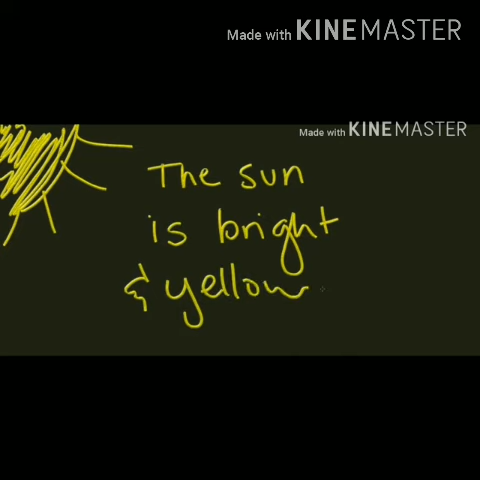 Made with KINEMASTER
Made with KINEMASTER
The sun
is bright
& yellow